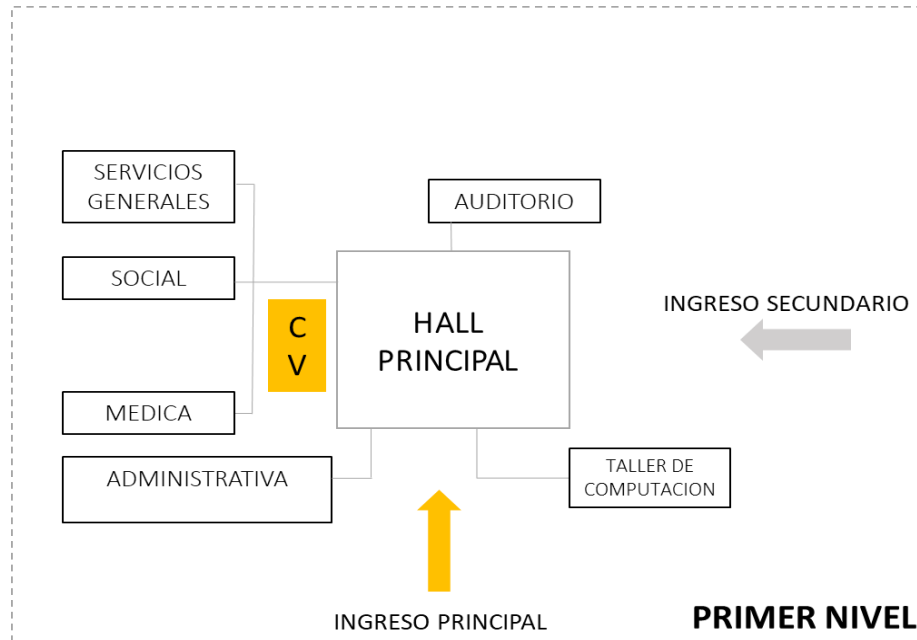 SERVICIOS
GENERALES
AUDITORIO
SOCIAL
INGRESO SECUNDARIO
C
V
HALL
PRINCIPAL
MEDICA
ADMINISTRATIVA
TALLER DE
COMPUTACION
INGRESO PRINCIPAL
PRIMER NIVEL